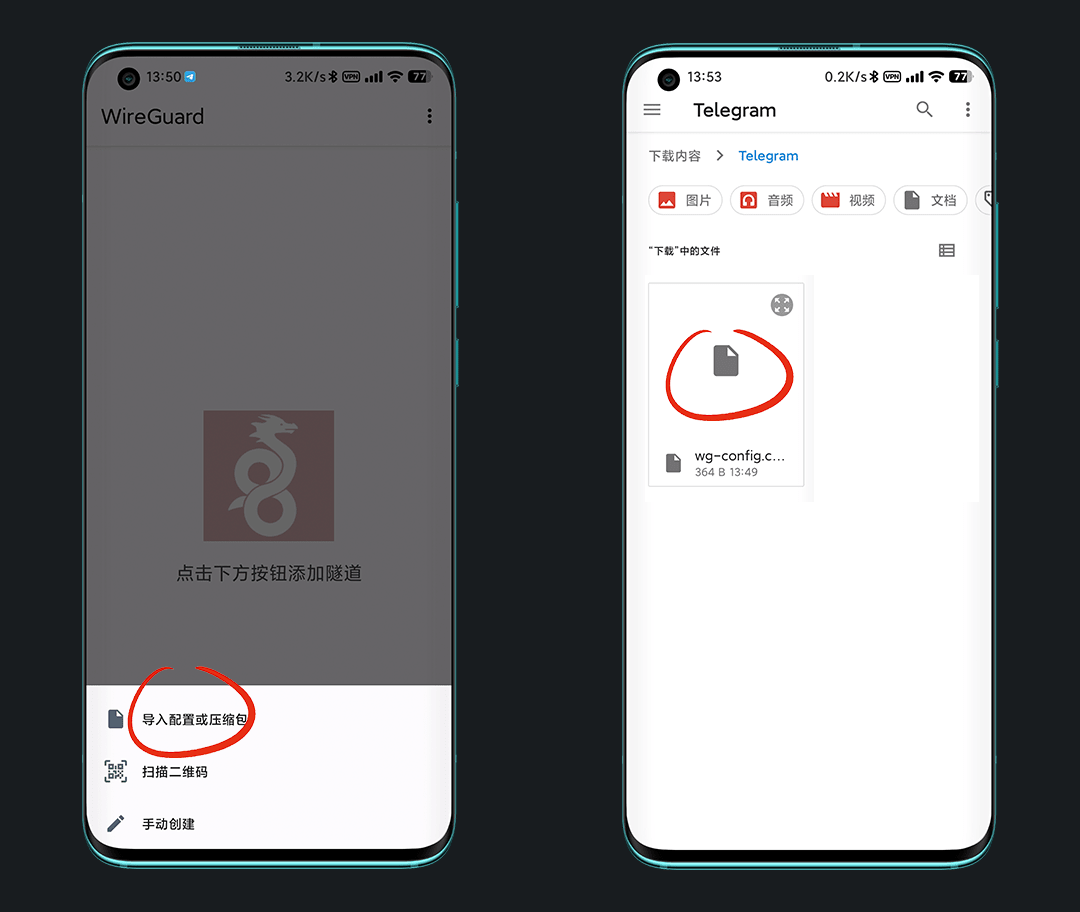 13:50
3.2K/s VPN 77
WireGuard
点击下方按钮添加隧道
导入配置或压缩包
扫描二维码
手动创建
13:53
0.2K/s VPN 77
Telegram
下载内容 Telegram
图片 音频 视频 文档
“下载”中的文件
wg-config.c...
364 B 13:49